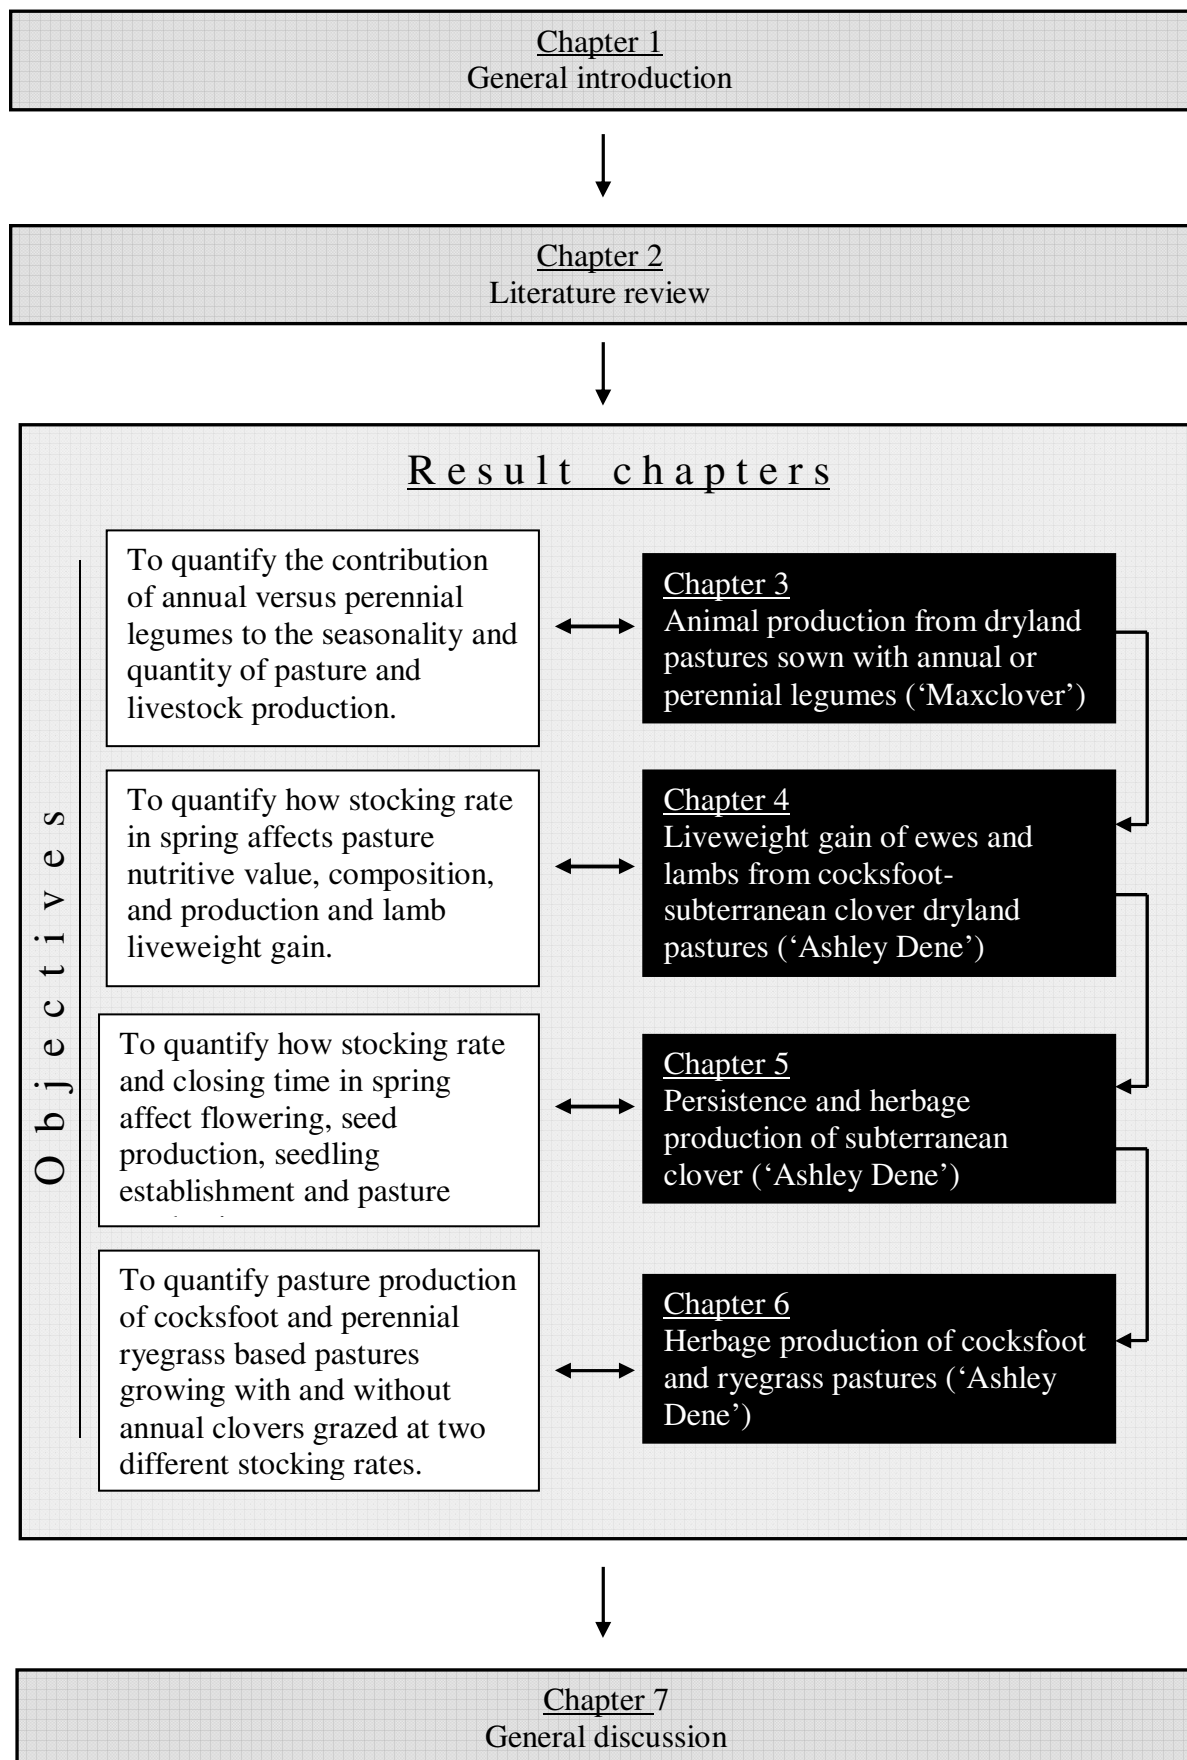 Chapter 1
General introduction
Chapter 2
Literature review
Result chapters
Objectives
To quantify the contribution
of annual versus perennial
legumes to the seasonality and
quantity of pasture and
livestock production.
Chapter 3
Animal production from dryland
pastures sown with annual or
perennial legumes (‘Maxclover’)
To quantify how stocking rate
in spring affects pasture
nutritive value, composition,
and production and lamb
liveweight gain.
Chapter 4
Liveweight gain of ewes and
lambs from cocksfoot-
subterranean clover dryland
pastures (‘Ashley Dene’)
To quantify how stocking rate
and closing time in spring
affect flowering, seed
production, seedling
establishment and pasture
Chapter 5
Persistence and herbage
production of subterranean
clover (‘Ashley Dene’)
To quantify pasture production
of cocksfoot and perennial
ryegrass based pastures
growing with and without
annual clovers grazed at two
different stocking rates.
Chapter 6
Herbage production of cocksfoot
and ryegrass pastures (‘Ashley
Dene’)
Chapter 7
General discussion